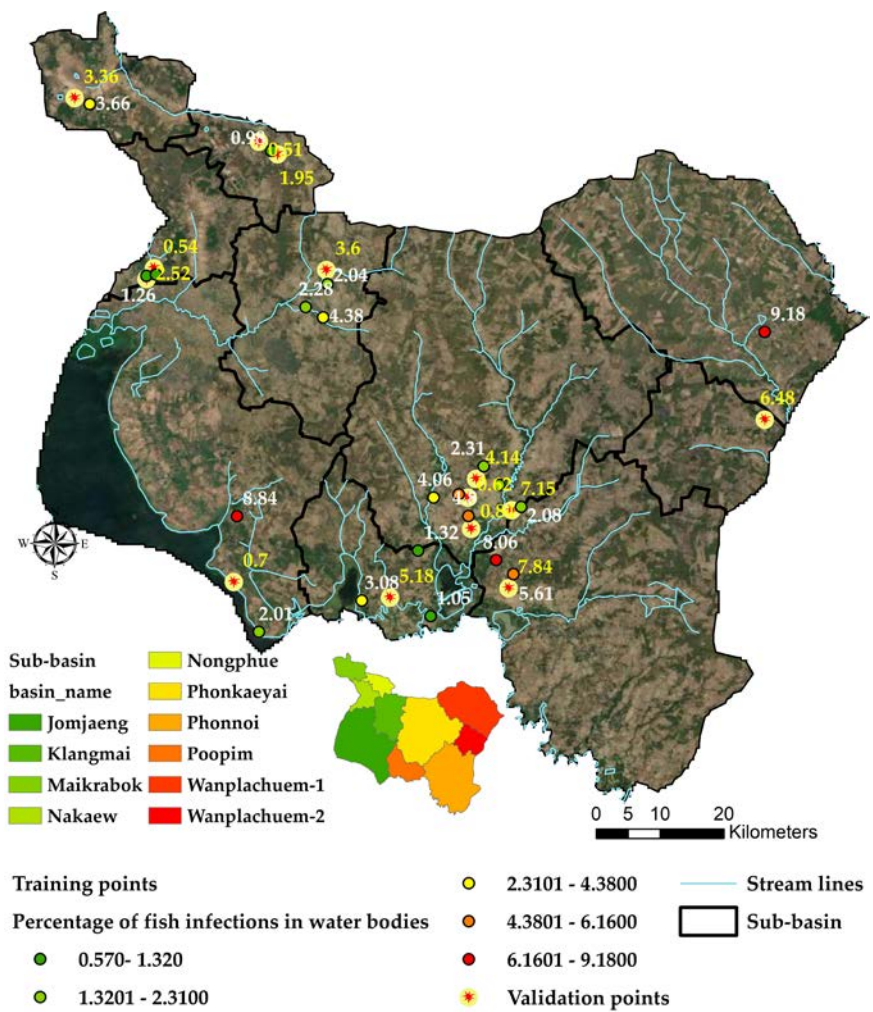 3.36
3.66
0.51
1.95
0.54
2.52
1.26
3.6
2.04
2.28
4.38
9.18
6.48
2.31
4.14
4.06
0.62
7.15
2.08
1.32
8.84
8.06
7.84
5.61
0.7
3.08
5.18
1.05
2.01
W E
S
Sub-basin
basin_name
Jomjaeng
Klangmai
Maikrabok
Nakaew
Nongphue
Phonkaeyai
Phonnoi
Poopim
Wanplachuem-1
Wanplachuem-2
0 5 10 20
Kilometers
Training points
Percentage of fish infections in water bodies
0.570- 1.320
1.3201 - 2.3100
2.3101 - 4.3800
4.3801 - 6.1600
6.1601 - 9.1800
Validation points
Stream lines
Sub-basin